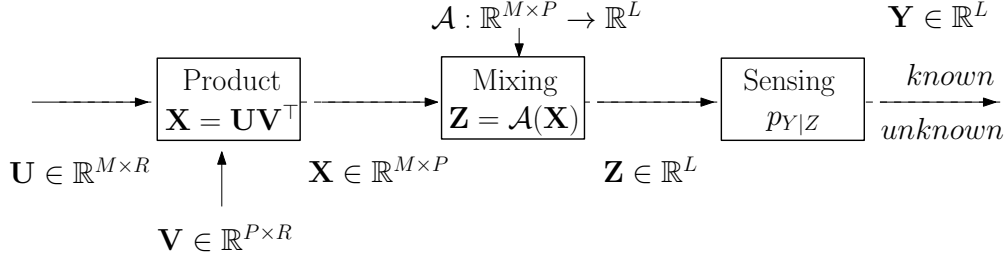 𝒜 : ℝ^{M×P} → ℝ^L
𝐘 ∈ ℝ^L
Product
𝐗 = 𝐔𝐕^⊤
Mixing
𝐙 = 𝒜(𝐗)
Sensing
p_{Y|Z}
known
unknown
𝐔 ∈ ℝ^{M×R}
𝐗 ∈ ℝ^{M×P}
𝐙 ∈ ℝ^L
𝐕 ∈ ℝ^{P×R}